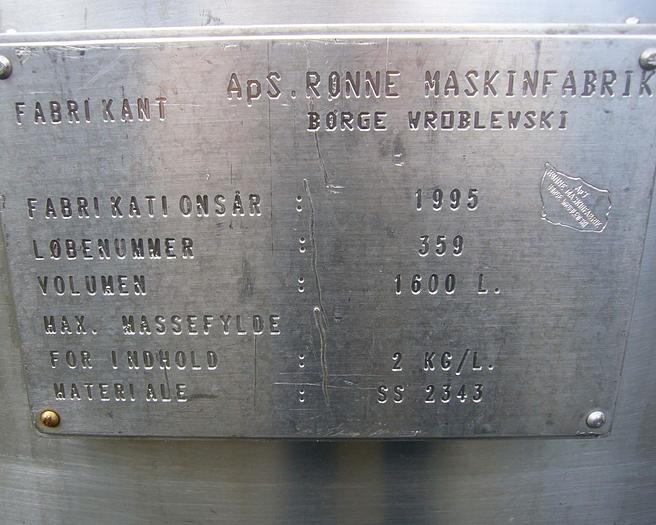 FABRIKANT ApS. RØNNE MASKINFABRIK
BØRGE WROBLEWSKI
FABRIKATIONSÅR : 1995
LØBENUMMER : 359
VOLUMEN : 1600 L.
MAX. MASSEFYLDE
FOR INDHOLD : 2 KG/L.
MATERIALE : SS 2343